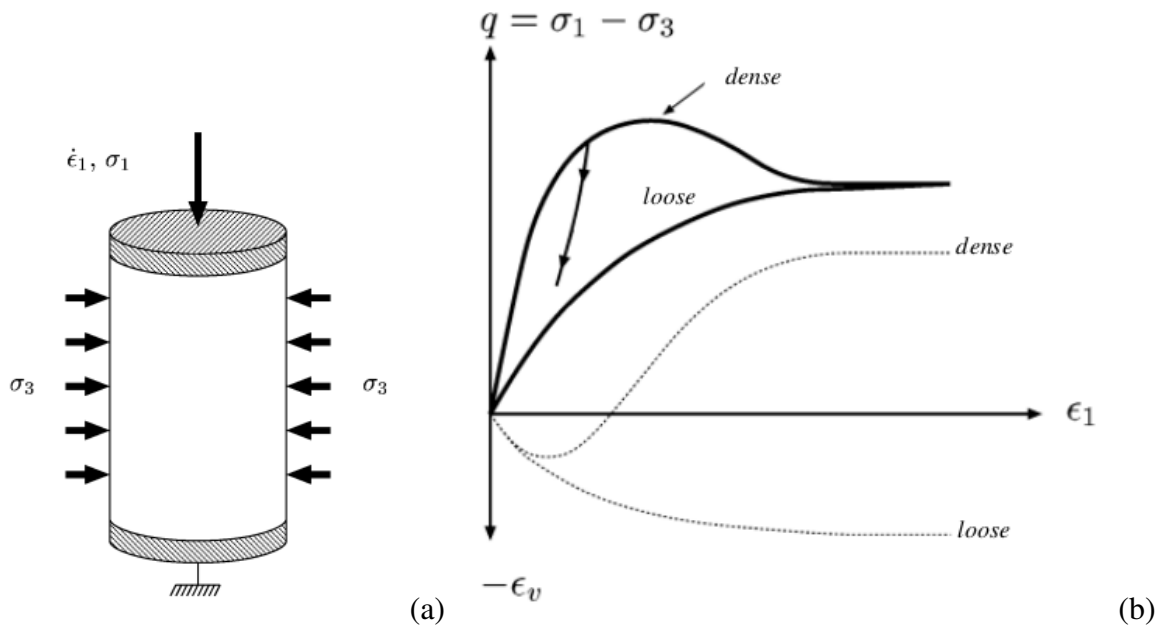 q = σ₁ − σ₃
dense
ε̇₁, σ₁
loose
dense
σ₃
σ₃
ϵ₁
loose
−ϵᵥ
(a)
(b)